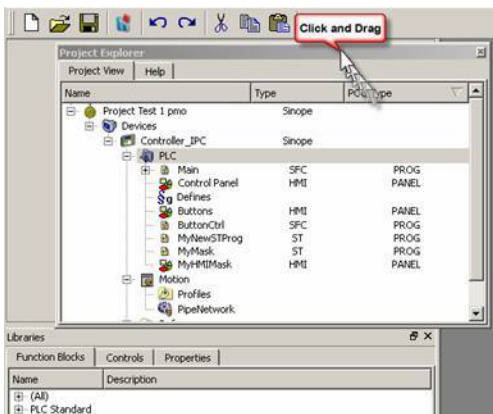 Click and Drag
Project Explorer
Project View Help
Name Type POU Type
Project Test 1 pmo Sinope
Devices
Controller_IPC Sinope
PLC
Main SFC PROG
Control Panel HMI PANEL
Defines
Buttons HMI PANEL
ButtonCtrl SFC PROG
MyNewSTProg ST PROG
MyMask ST PROG
MyHMIMask HMI PANEL
Motion
Profiles
PipeNetwork
Libraries
Function Blocks Controls Properties
Name Description
(All)
PLC Standard